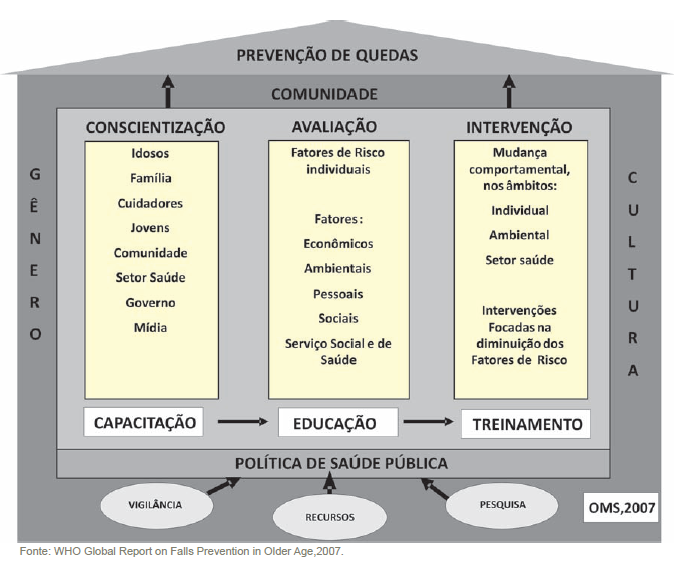 PREVENÇÃO DE QUEDAS
COMUNIDADE
GÊNERO
CULTURA
CONSCIENTIZAÇÃO
Idosos
Família
Cuidadores
Jovens
Comunidade
Setor Saúde
Governo
Mídia
AVALIAÇÃO
Fatores de Risco
individuais
Fatores :
Econômicos
Ambientais
Pessoais
Sociais
Serviço Social e de
Saúde
INTERVENÇÃO
Mudança
comportamental,
nos âmbitos:
Individual
Ambiental
Setor saúde
Intervenções
Focadas na
diminuição dos
Fatores de Risco
CAPACITAÇÃO
EDUCAÇÃO
TREINAMENTO
POLÍTICA DE SAÚDE PÚBLICA
VIGILÂNCIA
RECURSOS
PESQUISA
OMS,2007
Fonte: WHO Global Report on Falls Prevention in Older Age,2007.